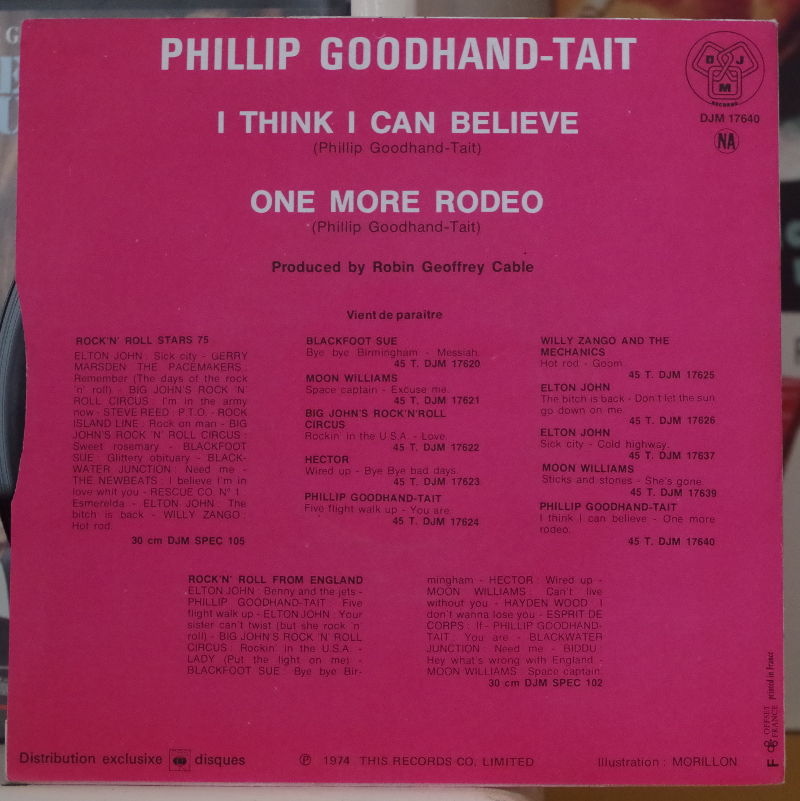 PHILLIP GOODHAND-TAIT
D J M
RECORDS
DJM 17640
NA
I THINK I CAN BELIEVE
(Phillip Goodhand-Tait)
ONE MORE RODEO
(Phillip Goodhand-Tait)
Produced by Robin Geoffrey Cable
Vient de paraitre
ROCK'N' ROLL STARS 75
ELTON JOHN : Sick city - GERRY
MARSDEN THE PACEMAKERS :
Remember (The days of the rock
'n' roll) - BIG JOHN'S ROCK 'N'
ROLL CIRCUS : I'm in the army
now - STEVE REED : P.T.O. - ROCK
ISLAND LINE : Rock on man - BIG
JOHN'S ROCK 'N' ROLL CIRCUS :
Sweet rosemary - BLACKFOOT
SUE : Glittery obituary - BLACK-
WATER JUNCTION : Need me -
THE NEWBEATS : I believe I'm in
love whit you - RESCUE CO. N° 1 :
Esmerelda - ELTON JOHN : The
bitch is back - WILLY ZANGO :
Hot rod.
30 cm DJM SPEC 105
BLACKFOOT SUE
Bye bye Birmingham - Messiah.
45 T. DJM 17620
MOON WILLIAMS
Space captain - Excuse me.
45 T. DJM 17621
BIG JOHN'S ROCK'N'ROLL
CIRCUS
Rockin' in the U.S.A. - Love.
45 T. DJM 17622
HECTOR
Wired up - Bye Bye bad days.
45 T. DJM 17623
PHILLIP GOODHAND-TAIT
Five flight walk up - You are.
45 T. DJM 17624
WILLY ZANGO AND THE
MECHANICS
Hot rod - Goom.
45 T. DJM 17625
ELTON JOHN
The bitch is back - Don't let the sun
go down on me.
45 T. DJM 17626
ELTON JOHN
Sick city - Cold highway.
45 T. DJM 17637
MOON WILLIAMS
Sticks and stones - She's gone.
45 T. DJM 17639
PHILLIP GOODHAND-TAIT
I think I can believe - One more
rodeo.
45 T. DJM 17640
ROCK'N' ROLL FROM ENGLAND
ELTON JOHN : Benny and the jets -
PHILLIP GOODHAND-TAIT : Five
flight walk up - ELTON JOHN : Your
sister can't twist (but she rock 'n'
roll) - BIG JOHN'S ROCK 'N' ROLL
CIRCUS : Rockin' In the U.S.A. -
LADY (Put the light on me) -
BLACKFOOT SUE : Bye bye Bir-
mingham - HECTOR : Wired up -
MOON WILLIAMS : Can't live
without you - HAYDEN WOOD : I
don't wanna lose you - ESPRIT DE
CORPS : If - PHILLIP GOODHAND-
TAIT : You are - BLACKWATER
JUNCTION : Need me - BIDDU :
Hey what's wrong with England -
MOON WILLIAMS : Space captain.
30 cm DJM SPEC 102
Distribution exclusixe disques
℗ 1974 THIS RECORDS CO. LIMITED
Illustration : MORILLON
F OFFSET FRANCE printed in France